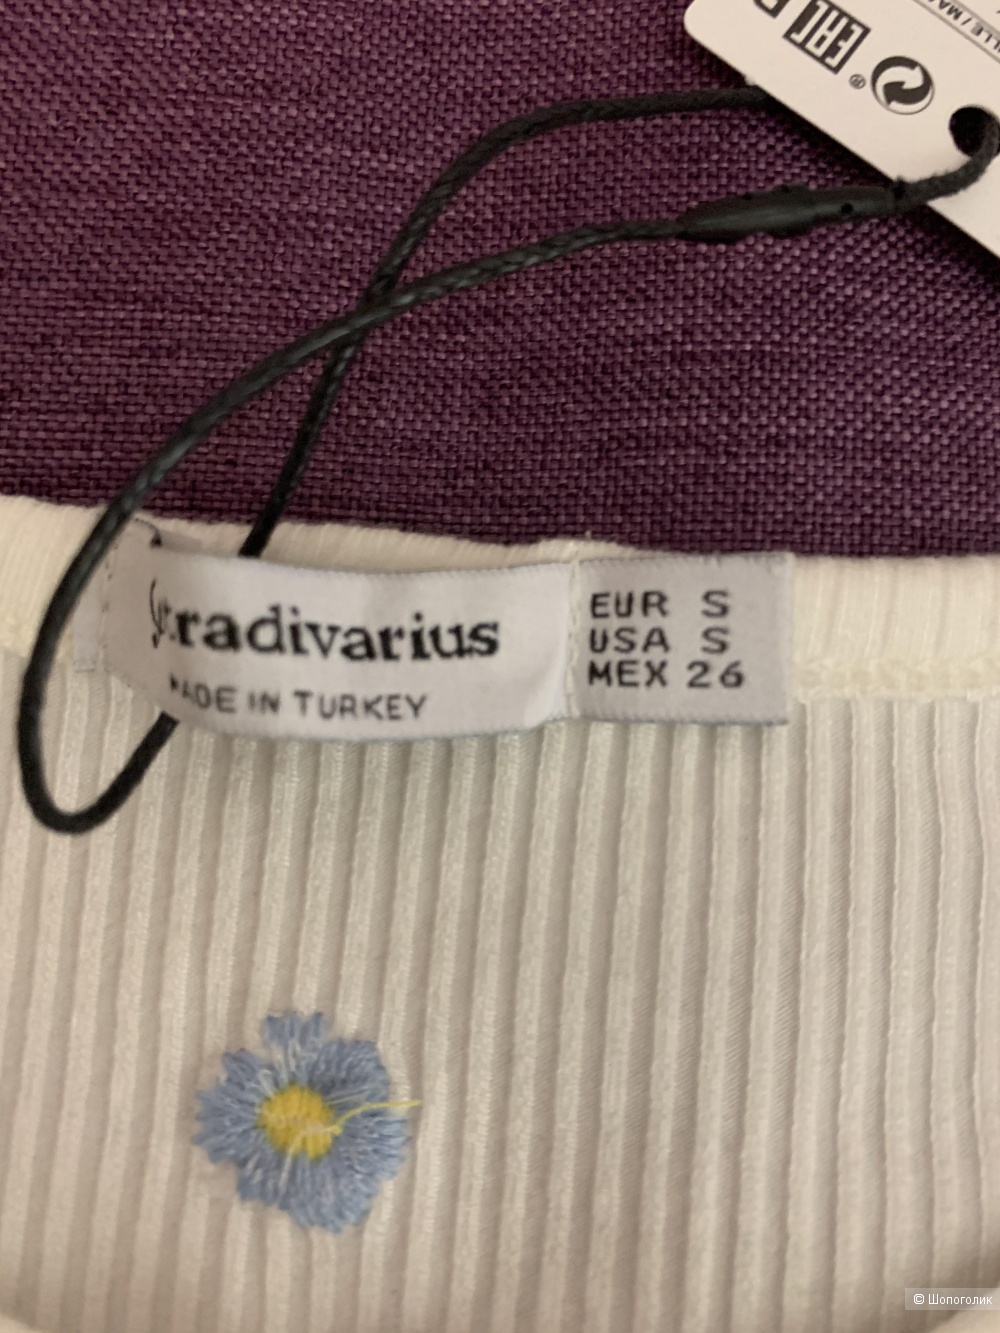 EAC
®
Stradivarius
MADE IN TURKEY
EUR S
USA S
MEX 26
© Шопоголик